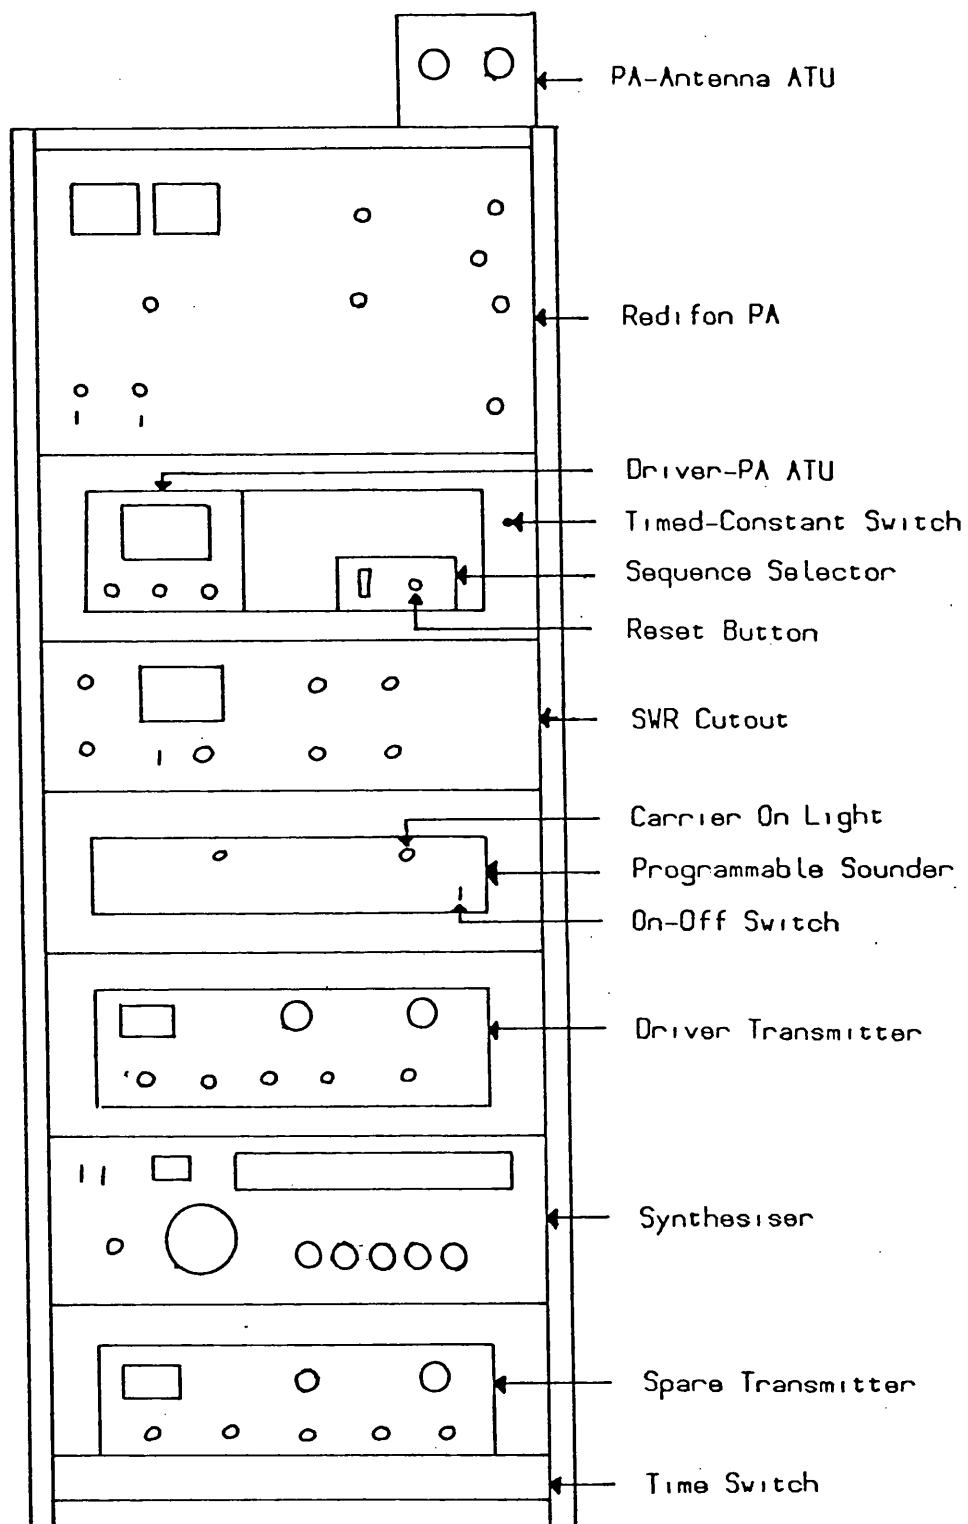 PA-Antenna ATU
Redifon PA
Driver-PA ATU
Timed-Constant Switch
Sequence Selector
Reset Button
SWR Cutout
Carrier On Light
Programmable Sounder
On-Off Switch
Driver Transmitter
Synthesiser
Spare Transmitter
Time Switch